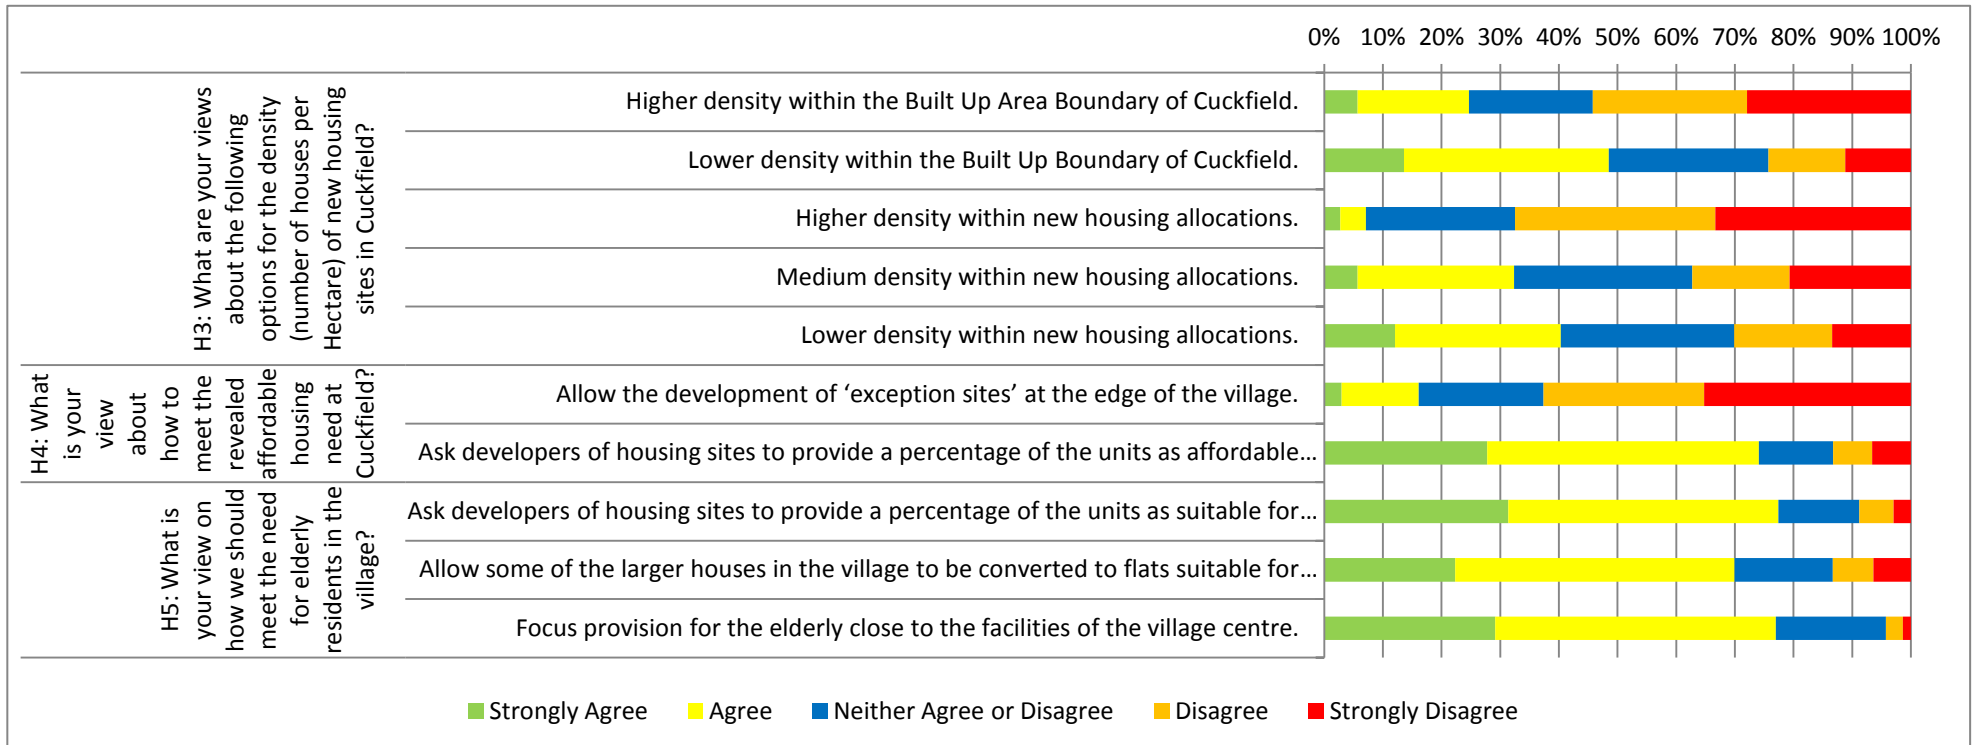 0% 10% 20% 30% 40% 50% 60% 70% 80% 90% 100%
H3: What are your views
about the following
options for the density
(number of houses per
Hectare) of new housing
sites in Cuckfield?
Higher density within the Built Up Area Boundary of Cuckfield.
Lower density within the Built Up Boundary of Cuckfield.
Higher density within new housing allocations.
Medium density within new housing allocations.
Lower density within new housing allocations.
H4: What
is your
view
about
how to
meet the
revealed
affordable
housing
need at
Cuckfield?
Allow the development of ‘exception sites’ at the edge of the village.
Ask developers of housing sites to provide a percentage of the units as affordable...
H5: What is
your view on
how we should
meet the need
for elderly
residents in the
village?
Ask developers of housing sites to provide a percentage of the units as suitable for...
Allow some of the larger houses in the village to be converted to flats suitable for...
Focus provision for the elderly close to the facilities of the village centre.
Strongly Agree Agree Neither Agree or Disagree Disagree Strongly Disagree